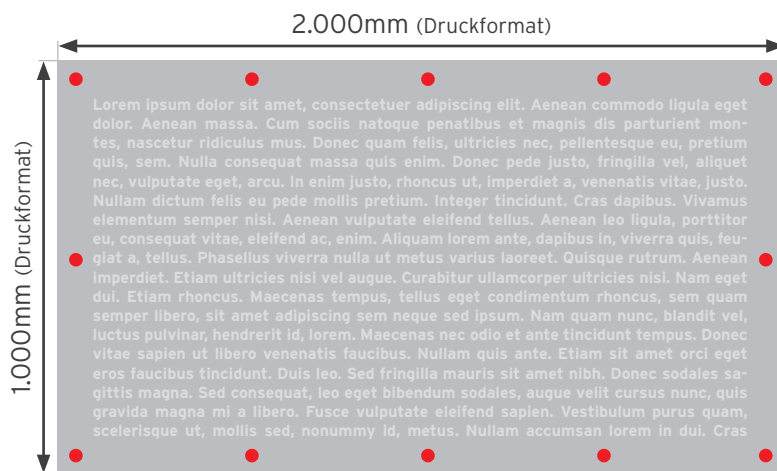 2.000mm (Druckformat)
1.000mm (Druckformat)
Lorem ipsum dolor sit amet, consectetuer adipiscing elit. Aenean commodo ligula eget
dolor. Aenean massa. Cum sociis natoque penatibus et magnis dis parturient mon-
tes, nascetur ridiculus mus. Donec quam felis, ultricies nec, pellentesque eu, pretium
quis, sem. Nulla consequat massa quis enim. Donec pede justo, fringilla vel, aliquet
nec, vulputate eget, arcu. In enim justo, rhoncus ut, imperdiet a, venenatis vitae, justo.
Nullam dictum felis eu pede mollis pretium. Integer tincidunt. Cras dapibus. Vivamus
elementum semper nisi. Aenean vulputate eleifend tellus. Aenean leo ligula, porttitor
eu, consequat vitae, eleifend ac, enim. Aliquam lorem ante, dapibus in, viverra quis, feu-
giat a, tellus. Phasellus viverra nulla ut metus varius laoreet. Quisque rutrum. Aenean
imperdiet. Etiam ultricies nisi vel augue. Curabitur ullamcorper ultricies nisi. Nam eget
dui. Etiam rhoncus. Maecenas tempus, tellus eget condimentum rhoncus, sem quam
semper libero, sit amet adipiscing sem neque sed ipsum. Nam quam nunc, blandit vel,
luctus pulvinar, hendrerit id, lorem. Maecenas nec odio et ante tincidunt tempus. Donec
vitae sapien ut libero venenatis faucibus. Nullam quis ante. Etiam sit amet orci eget
eros faucibus tincidunt. Duis leo. Sed fringilla mauris sit amet nibh. Donec sodales sa-
gittis magna. Sed consequat, leo eget bibendum sodales, augue velit cursus nunc, quis
gravida magna mi a libero. Fusce vulputate eleifend sapien. Vestibulum purus quam,
scelerisque ut, mollis sed, nonummy id, metus. Nullam accumsan lorem in dui. Cras